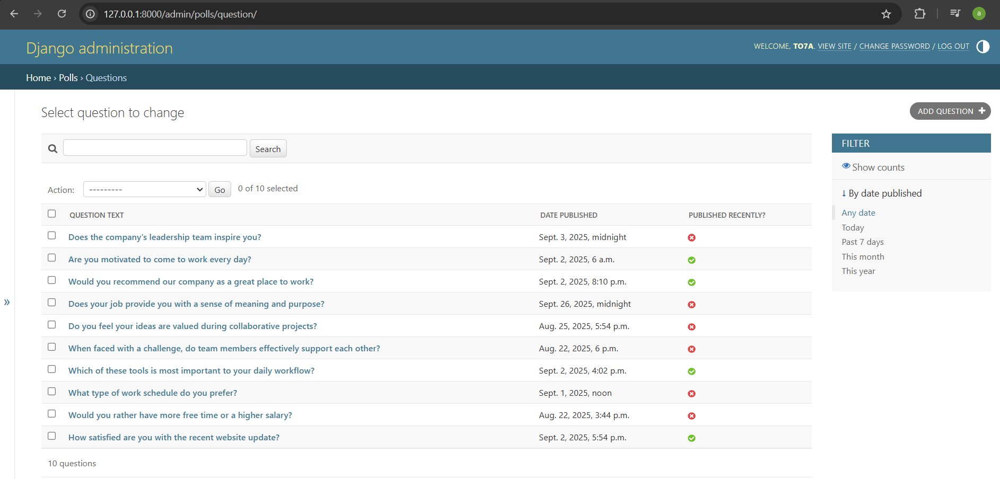 127.0.0.1:8000/admin/polls/question/
a
Django administration
WELCOME, TO7A. VIEW SITE / CHANGE PASSWORD / LOG OUT
Home › Polls › Questions
Select question to change
ADD QUESTION +
Search
FILTER
Show counts
Action: --------- Go 0 of 10 selected
↓ By date published
Any date
Today
Past 7 days
This month
This year
QUESTION TEXT DATE PUBLISHED PUBLISHED RECENTLY?
Does the company's leadership team inspire you? Sept. 3, 2025, midnight
Are you motivated to come to work every day? Sept. 2, 2025, 6 a.m.
Would you recommend our company as a great place to work? Sept. 2, 2025, 8:10 p.m.
»
Does your job provide you with a sense of meaning and purpose? Sept. 26, 2025, midnight
Do you feel your ideas are valued during collaborative projects? Aug. 25, 2025, 5:54 p.m.
When faced with a challenge, do team members effectively support each other? Aug. 22, 2025, 6 p.m.
Which of these tools is most important to your daily workflow? Sept. 2, 2025, 4:02 p.m.
What type of work schedule do you prefer? Sept. 1, 2025, noon
Would you rather have more free time or a higher salary? Aug. 22, 2025, 3:44 p.m.
How satisfied are you with the recent website update? Sept. 2, 2025, 5:54 p.m.
10 questions